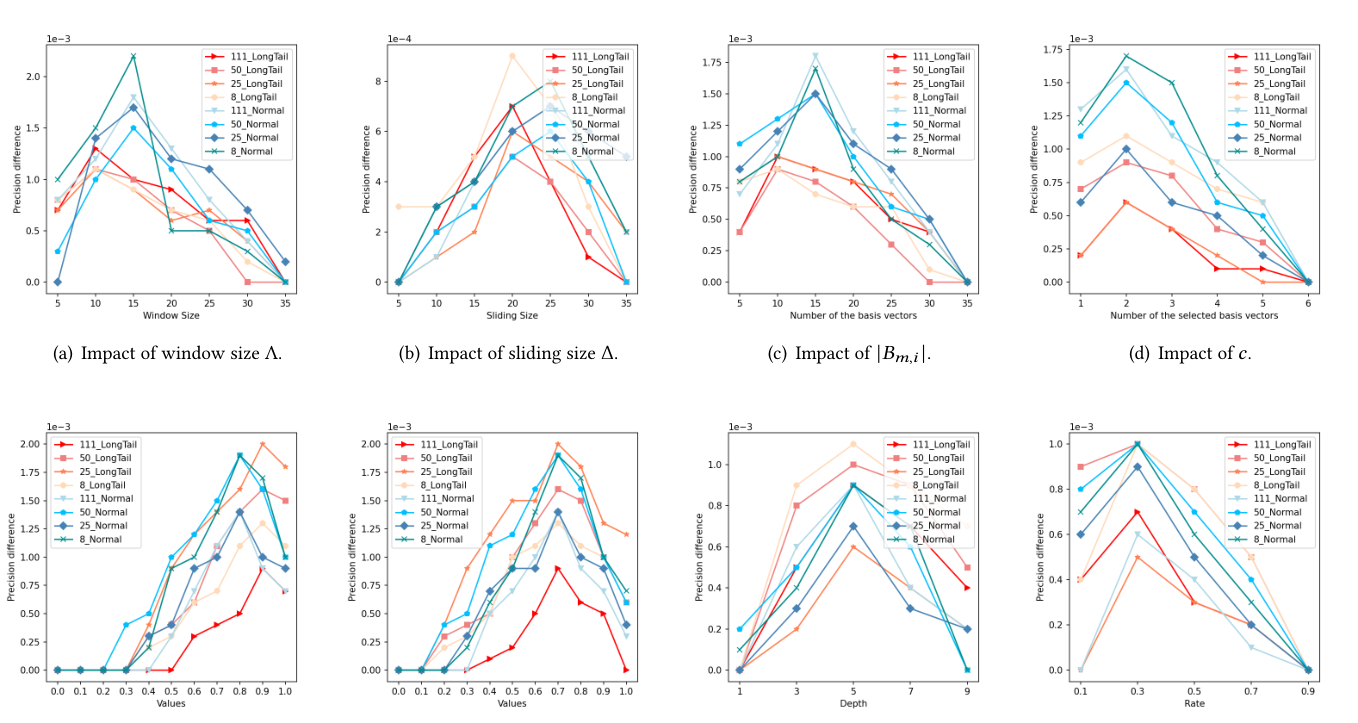 1e−3
2.0
1.5
1.0
0.5
0.0
Precision difference
5 10 15 20 25 30 35
Window Size
111_LongTail
50_LongTail
25_LongTail
8_LongTail
111_Normal
50_Normal
25_Normal
8_Normal
(a) Impact of window size Λ.
1e−4
8
6
4
2
0
Precision difference
5 10 15 20 25 30 35
Sliding Size
111_LongTail
50_LongTail
25_LongTail
8_LongTail
111_Normal
50_Normal
25_Normal
8_Normal
(b) Impact of sliding size Δ.
1e−3
1.75
1.50
1.25
1.00
0.75
0.50
0.25
0.00
Precision difference
5 10 15 20 25 30 35
Number of the basis vectors
111_LongTail
50_LongTail
25_LongTail
8_LongTail
111_Normal
50_Normal
25_Normal
8_Normal
(c) Impact of |Bm,i|.
1e−3
1.75
1.50
1.25
1.00
0.75
0.50
0.25
0.00
Precision difference
1 2 3 4 5 6
Number of the selected basis vectors
111_LongTail
50_LongTail
25_LongTail
8_LongTail
111_Normal
50_Normal
25_Normal
8_Normal
(d) Impact of c.
1e−3
2.00
1.75
1.50
1.25
1.00
0.75
0.50
0.25
0.00
Precision difference
0.0 0.1 0.2 0.3 0.4 0.5 0.6 0.7 0.8 0.9 1.0
Values
111_LongTail
50_LongTail
25_LongTail
8_LongTail
111_Normal
50_Normal
25_Normal
8_Normal
1e−3
2.00
1.75
1.50
1.25
1.00
0.75
0.50
0.25
0.00
Precision difference
0.0 0.1 0.2 0.3 0.4 0.5 0.6 0.7 0.8 0.9 1.0
Values
111_LongTail
50_LongTail
25_LongTail
8_LongTail
111_Normal
50_Normal
25_Normal
8_Normal
1e−3
1.0
0.8
0.6
0.4
0.2
0.0
Precision difference
1 3 5 7 9
Depth
111_LongTail
50_LongTail
25_LongTail
8_LongTail
111_Normal
50_Normal
25_Normal
8_Normal
1e−3
1.0
0.8
0.6
0.4
0.2
0.0
Precision difference
0.1 0.3 0.5 0.7 0.9
Rate
111_LongTail
50_LongTail
25_LongTail
8_LongTail
111_Normal
50_Normal
25_Normal
8_Normal